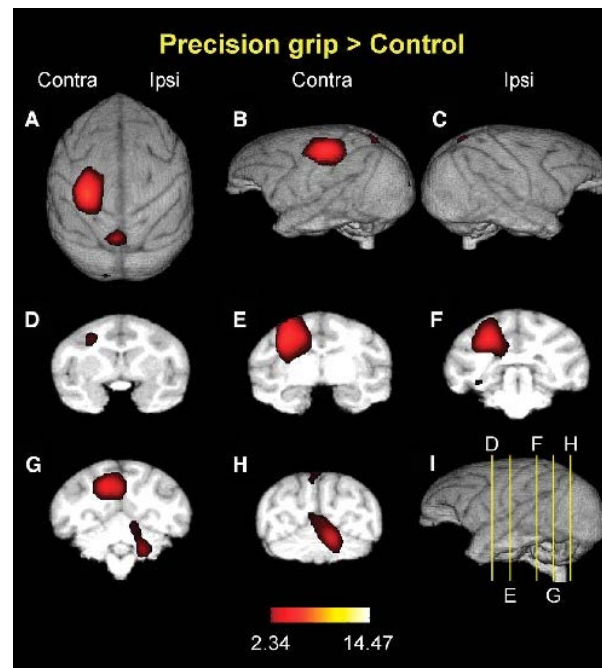 Precision grip > Control
Contra Ipsi Contra Ipsi
A B C
D E F
G H I
D F H
E G
2.34 14.47